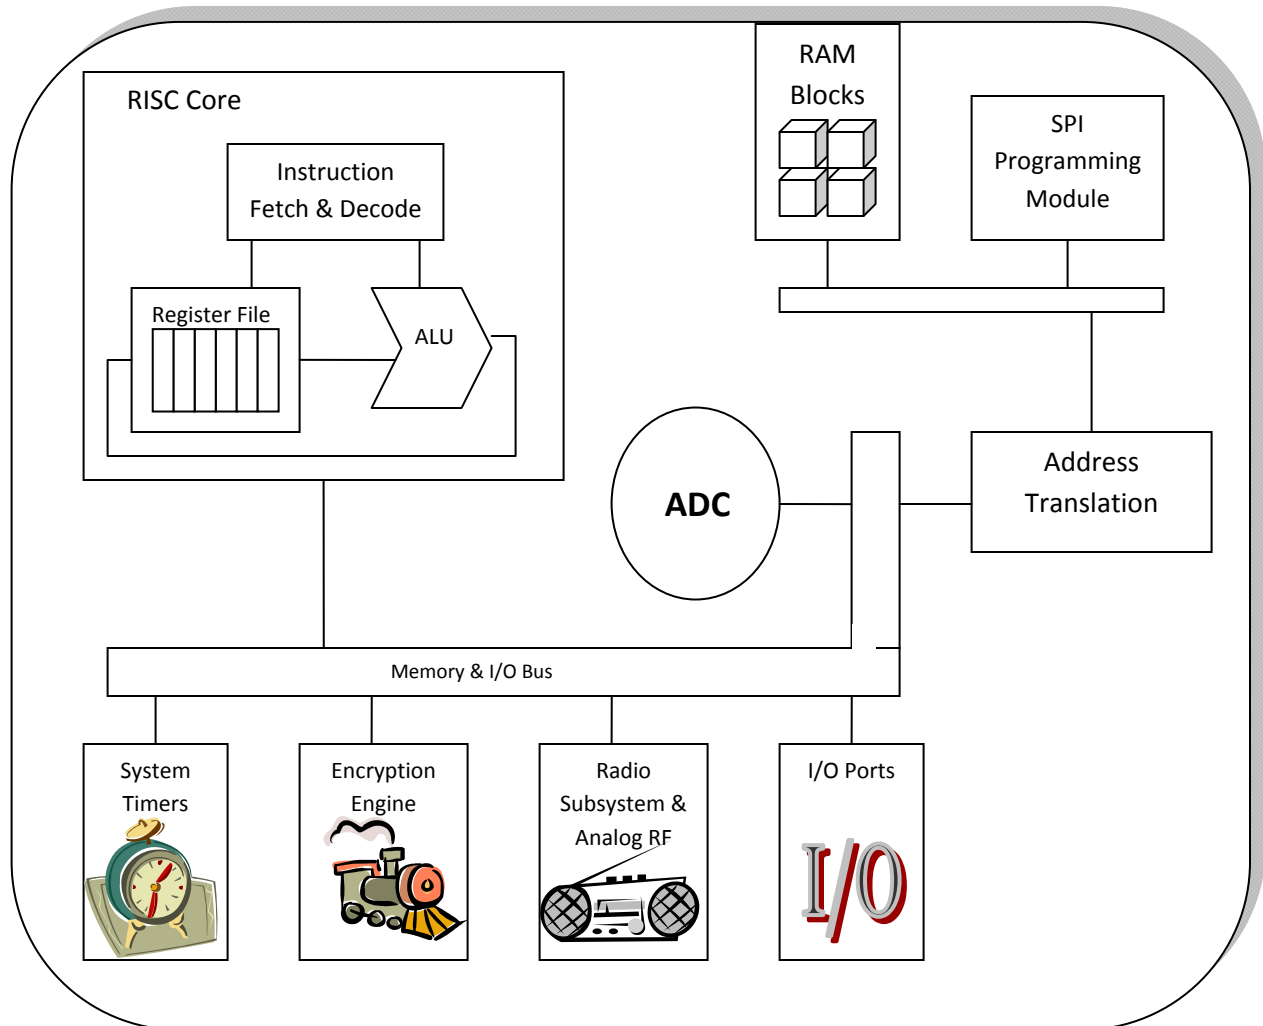 RISC Core
Instruction
Fetch & Decode
Register File
ALU
RAM
Blocks
SPI
Programming
Module
ADC
Address
Translation
Memory & I/O Bus
System
Timers
Encryption
Engine
Radio
Subsystem &
Analog RF
I/O Ports
I/O